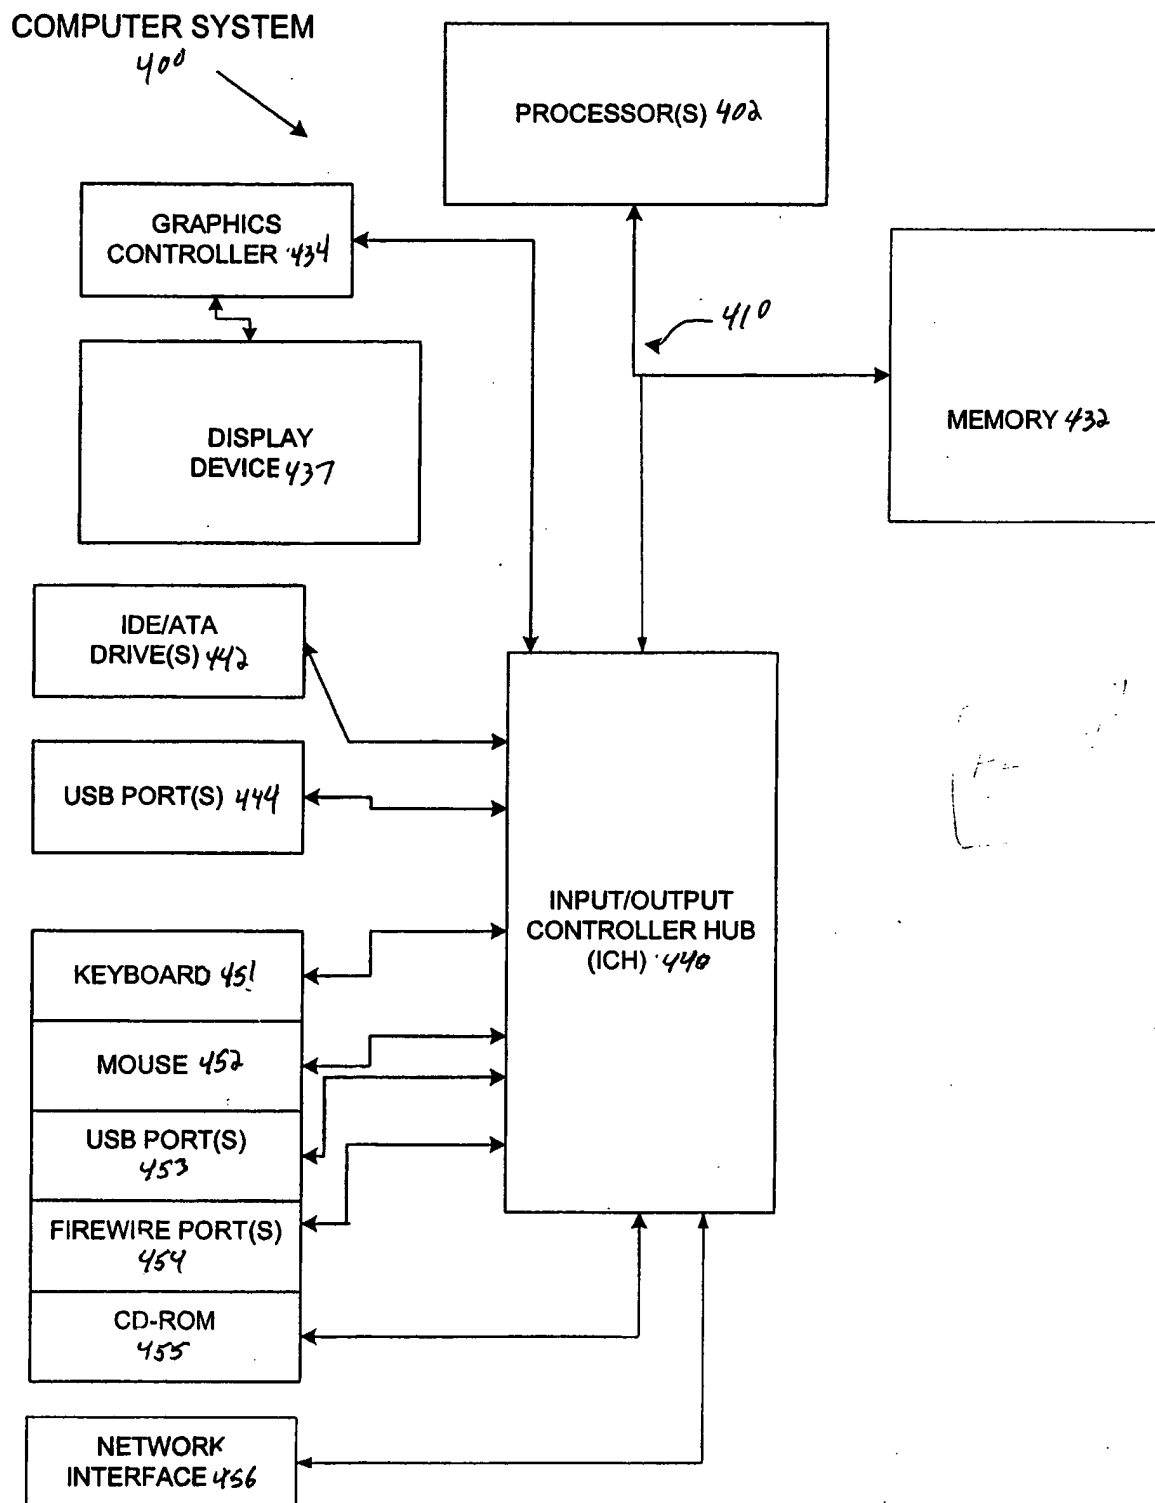 COMPUTER SYSTEM
400
PROCESSOR(S) 402
GRAPHICS
CONTROLLER 434
410
MEMORY 432
DISPLAY
DEVICE 437
IDE/ATA
DRIVE(S) 442
USB PORT(S) 444
INPUT/OUTPUT
CONTROLLER HUB
(ICH) 440
KEYBOARD 451
MOUSE 452
USB PORT(S)
453
FIREWIRE PORT(S)
454
CD-ROM
455
NETWORK
INTERFACE 456